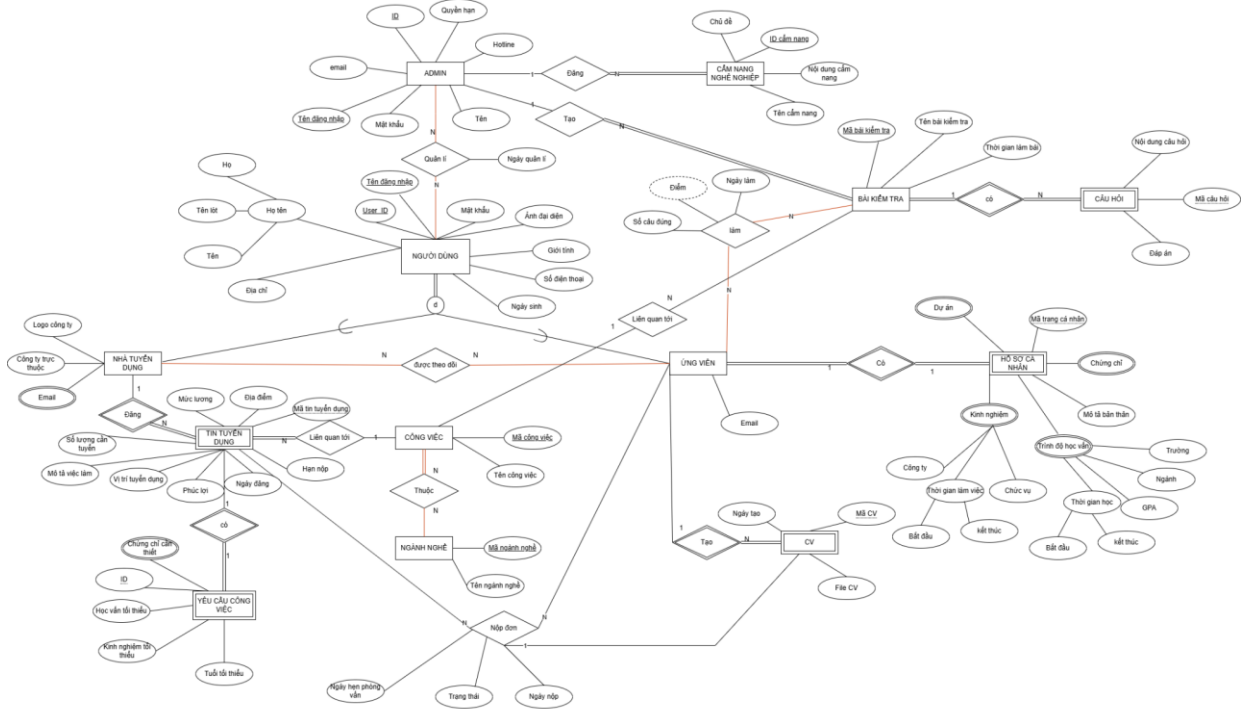 ID
Quyền hạn
Hotline
email
ADMIN
Tên đăng nhập
Mật khẩu
Tên
1
Đăng
N
Chủ đề
ID cẩm nang
CẨM NANG
NGHỀ NGHIỆP
Nội dung cẩm
nang
Tên cẩm nang
1
Tạo
N
N
Quản lí
Ngày quản lí
N
Mã bài kiểm tra
Tên bài kiểm tra
Thời gian làm bài
BÀI KIỂM TRA
1
có
N
Nội dung câu hỏi
CÂU HỎI
Mã câu hỏi
Đáp án
Họ
Tên lót
Họ tên
Tên
Địa chỉ
Tên đăng nhập
User_ID
Mật khẩu
Ảnh đại diện
NGƯỜI DÙNG
Giới tính
Số điện thoại
Ngày sinh
d
Điểm
Ngày làm
Số câu đúng
làm
N
N
N
Liên quan tới
1
Logo công ty
Công ty trực
thuộc
NHÀ TUYỂN
DỤNG
Email
N
được theo dõi
N
ỨNG VIÊN
Email
1
Có
1
Dự án
Mã trang cá nhân
HỒ SƠ CÁ
NHÂN
Chứng chỉ
Mô tả bản thân
Kinh nghiệm
Công ty
Thời gian làm việc
Chức vụ
Bắt đầu
kết thúc
Trình độ học vấn
Trường
Ngành
GPA
Thời gian học
Bắt đầu
kết thúc
1
Đăng
N
Mức lương
Địa điểm
Mã tin tuyển dụng
Số lượng cần
tuyển
TIN TUYỂN
DỤNG
Mô tả việc làm
Vị trí tuyển dụng
Phúc lợi
Ngày đăng
Hạn nộp
N
Liên quan tới
1
CÔNG VIỆC
Mã công việc
Tên công việc
N
Thuộc
N
NGÀNH NGHỀ
Mã ngành nghề
Tên ngành nghề
1
có
1
Chứng chỉ cần
thiết
ID
Học vấn tối thiểu
YÊU CẦU CÔNG
VIỆC
Kinh nghiệm tối
thiểu
Tuổi tối thiểu
1
Tạo
N
Ngày tạo
Mã CV
CV
File CV
N
Nộp đơn
N
1
Ngày hẹn phỏng
vấn
Trạng thái
Ngày nộp